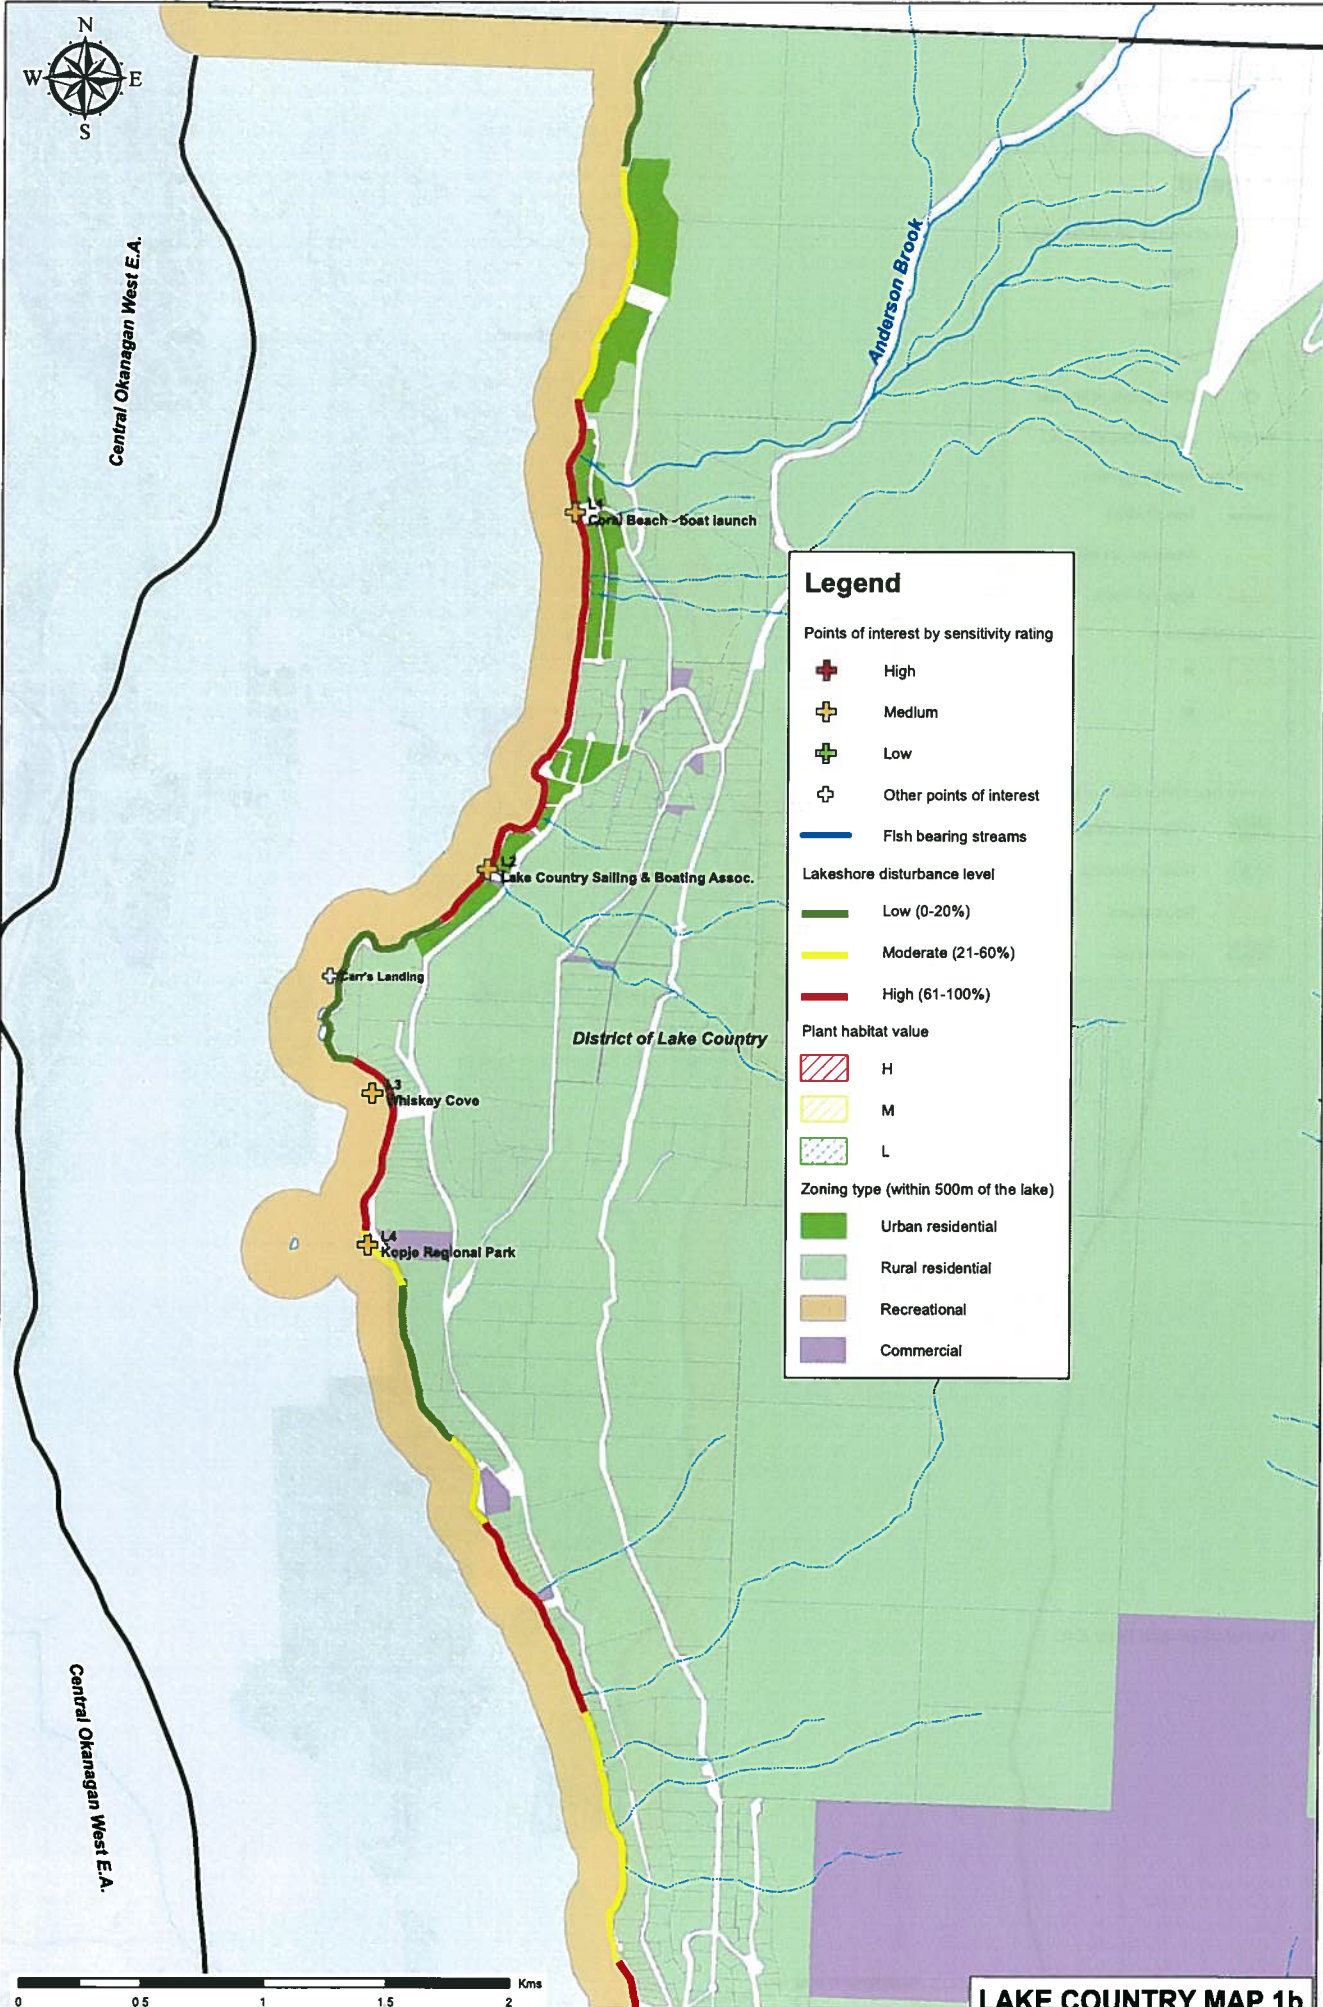 N
W E
S
Central Okanagan West E.A.
Anderson Brook
L1
Coral Beach - boat launch
L2
Lake Country Sailing & Boating Assoc.
Carr's Landing
District of Lake Country
L3
Whiskey Cove
L4
Kopje Regional Park
Central Okanagan West E.A.
Legend
Points of interest by sensitivity rating
High
Medium
Low
Other points of interest
Fish bearing streams
Lakeshore disturbance level
Low (0-20%)
Moderate (21-60%)
High (61-100%)
Plant habitat value
H
M
L
Zoning type (within 500m of the lake)
Urban residential
Rural residential
Recreational
Commercial
Kms
0 0.5 1 1.5 2
LAKE COUNTRY MAP 1b